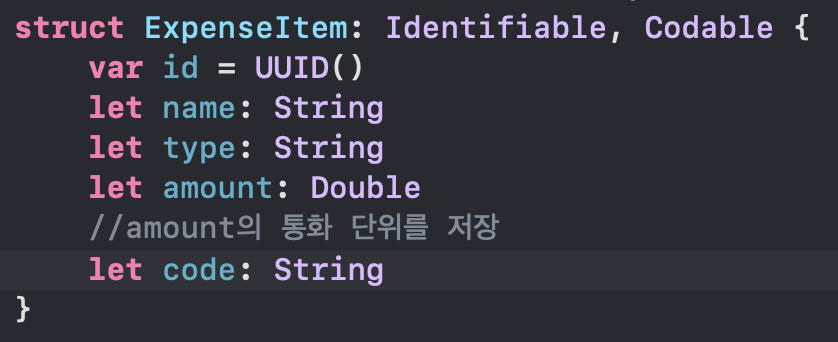 struct ExpenseItem: Identifiable, Codable {
    var id = UUID()
    let name: String
    let type: String
    let amount: Double
    //amount의 통화 단위를 저장
    let code: String
}